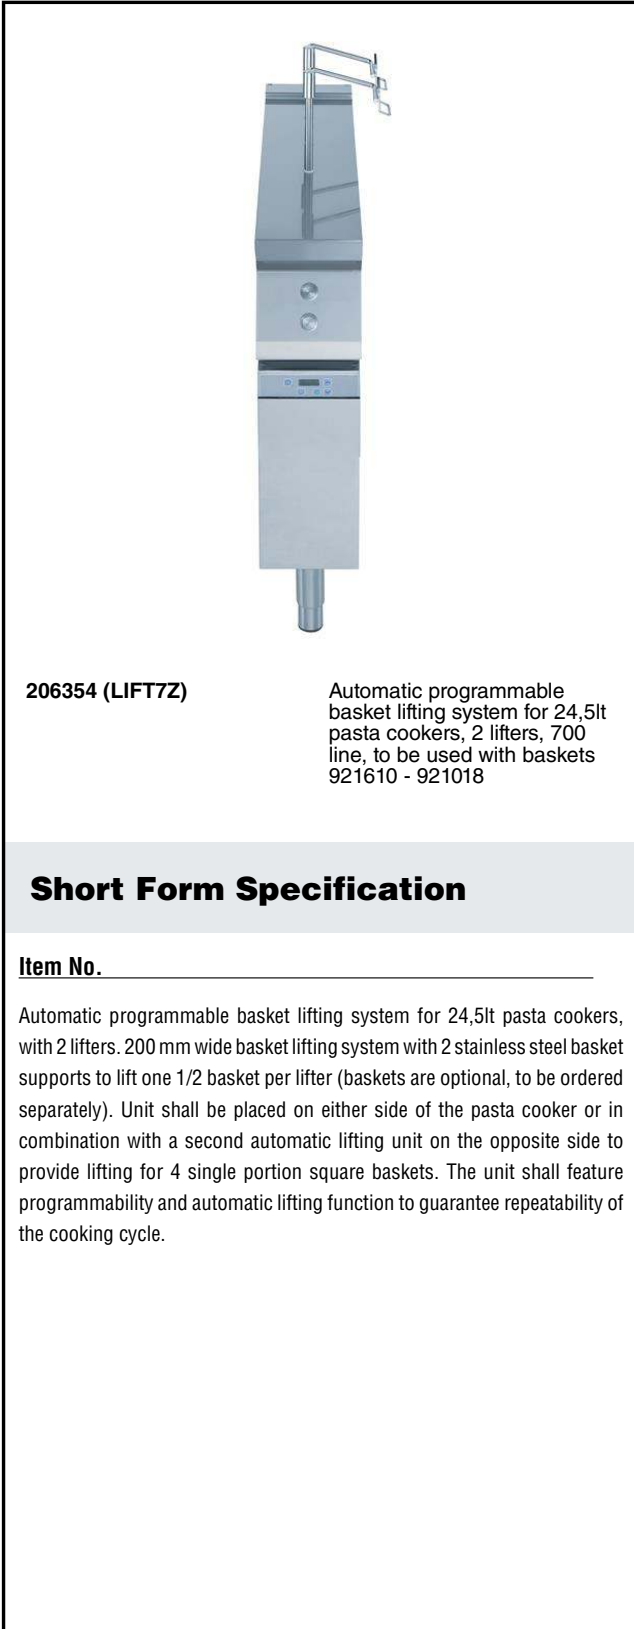 206354 (LIFT7Z)
Automatic programmable
basket lifting system for 24,5lt
pasta cookers, 2 lifters, 700
line, to be used with baskets
921610 - 921018
Short Form Specification
Item No.
Automatic programmable basket lifting system for 24,5lt pasta cookers,
with 2 lifters. 200 mm wide basket lifting system with 2 stainless steel basket
supports to lift one 1/2 basket per lifter (baskets are optional, to be ordered
separately). Unit shall be placed on either side of the pasta cooker or in
combination with a second automatic lifting unit on the opposite side to
provide lifting for 4 single portion square baskets. The unit shall feature
programmability and automatic lifting function to guarantee repeatability of
the cooking cycle.